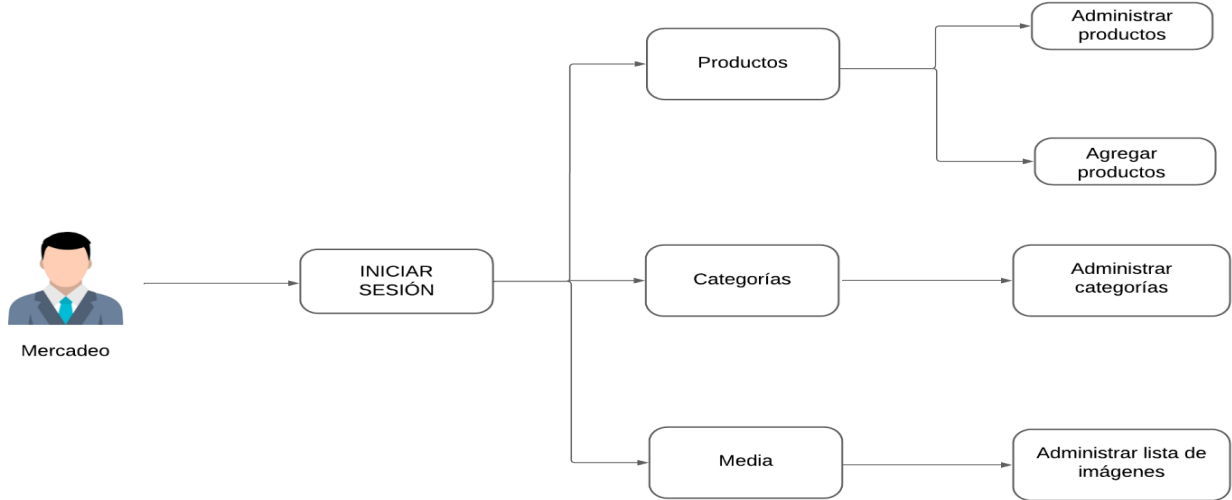 Administrar
productos
Productos
Agregar
productos
INICIAR
SESIÓN
Categorías
Administrar
categorías
Mercadeo
Media
Administrar lista de
imágenes